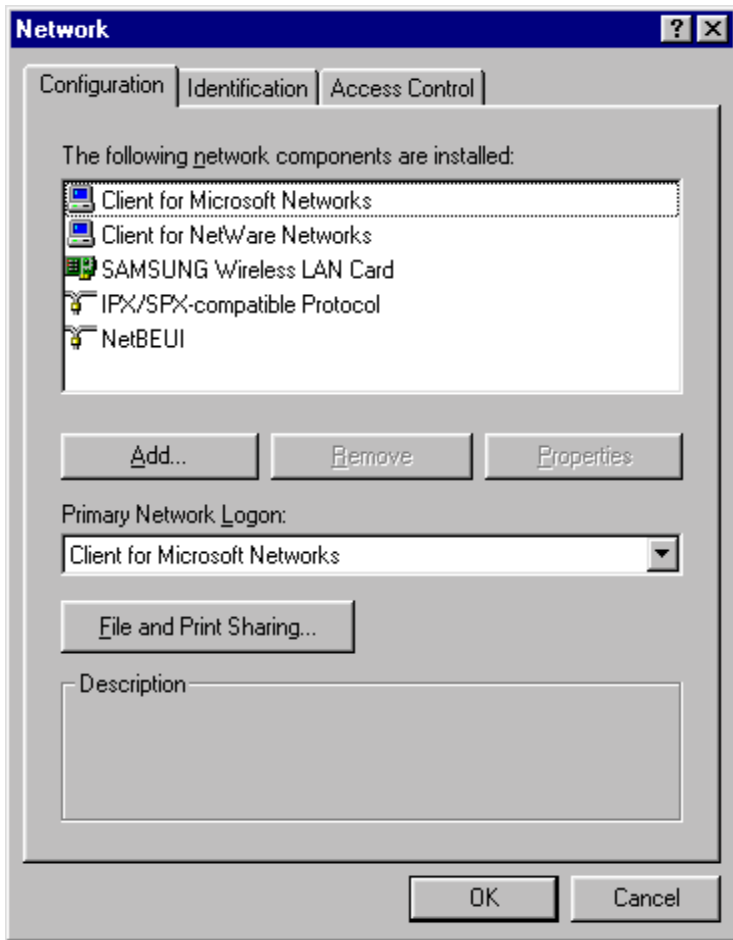 Network
Configuration Identification Access Control
The following network components are installed:
Client for Microsoft Networks
Client for NetWare Networks
SAMSUNG Wireless LAN Card
IPX/SPX-compatible Protocol
NetBEUI
Add... Remove Properties
Primary Network Logon:
Client for Microsoft Networks
File and Print Sharing...
Description
OK Cancel